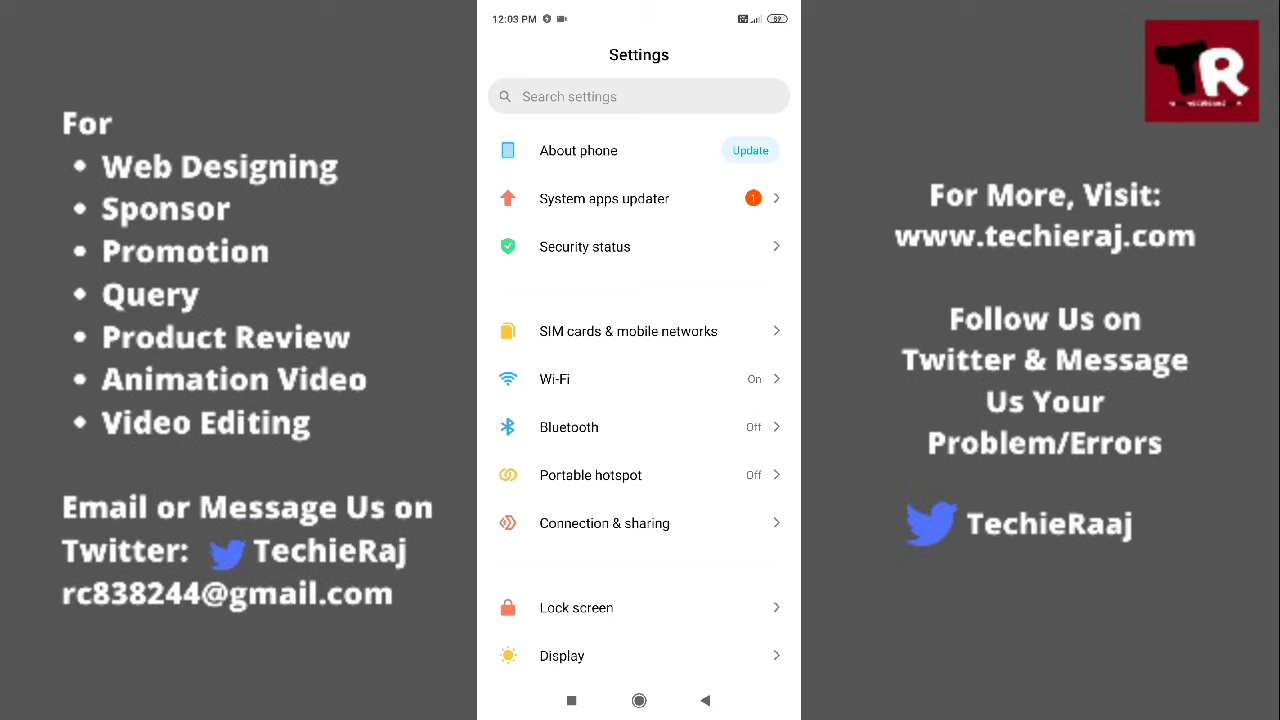 For
• Web Designing
• Sponsor
• Promotion
• Query
• Product Review
• Animation Video
• Video Editing
Email or Message Us on
Twitter: TechieRaj
rc838244@gmail.com
12:03 PM
89
Settings
Search settings
About phone Update
System apps updater 1
Security status
SIM cards & mobile networks
Wi-Fi On
Bluetooth Off
Portable hotspot Off
Connection & sharing
Lock screen
Display
TR
For More, Visit:
www.techieraj.com
Follow Us on
Twitter & Message
Us Your
Problem/Errors
TechieRaaj